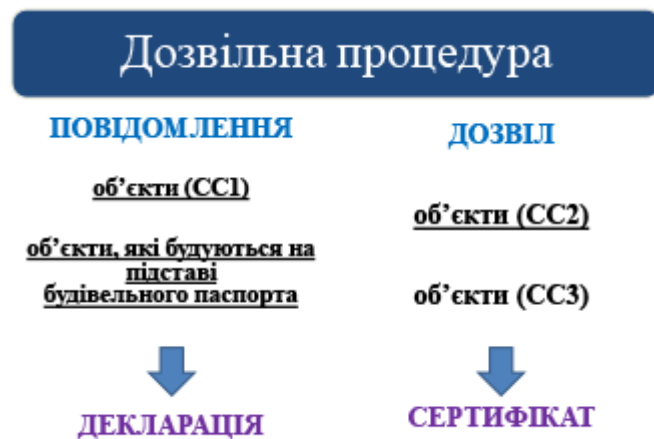 Дозвільна процедура
ПОВІДОМЛЕННЯ
об’єкти (СС1)
об’єкти, які будуються на
підставі
будівельного паспорта
ДЕКЛАРАЦІЯ
ДОЗВІЛ
об’єкти (СС2)
об’єкти (СС3)
СЕРТИФІКАТ